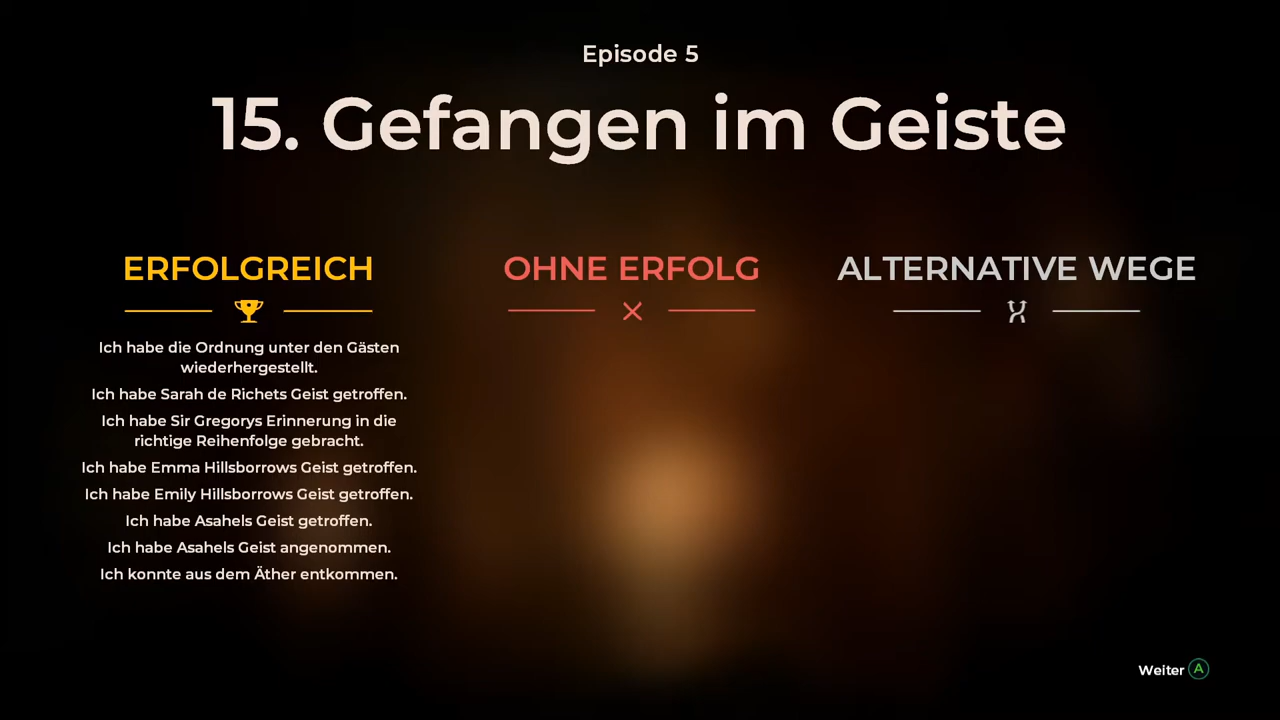 Episode 5
15. Gefangen im Geiste
ERFOLGREICH
Ich habe die Ordnung unter den Gästen
wiederhergestellt.
Ich habe Sarah de Richets Geist getroffen.
Ich habe Sir Gregorys Erinnerung in die
richtige Reihenfolge gebracht.
Ich habe Emma Hillsborrows Geist getroffen.
Ich habe Emily Hillsborrows Geist getroffen.
Ich habe Asahels Geist getroffen.
Ich habe Asahels Geist angenommen.
Ich konnte aus dem Äther entkommen.
OHNE ERFOLG
ALTERNATIVE WEGE
Weiter A